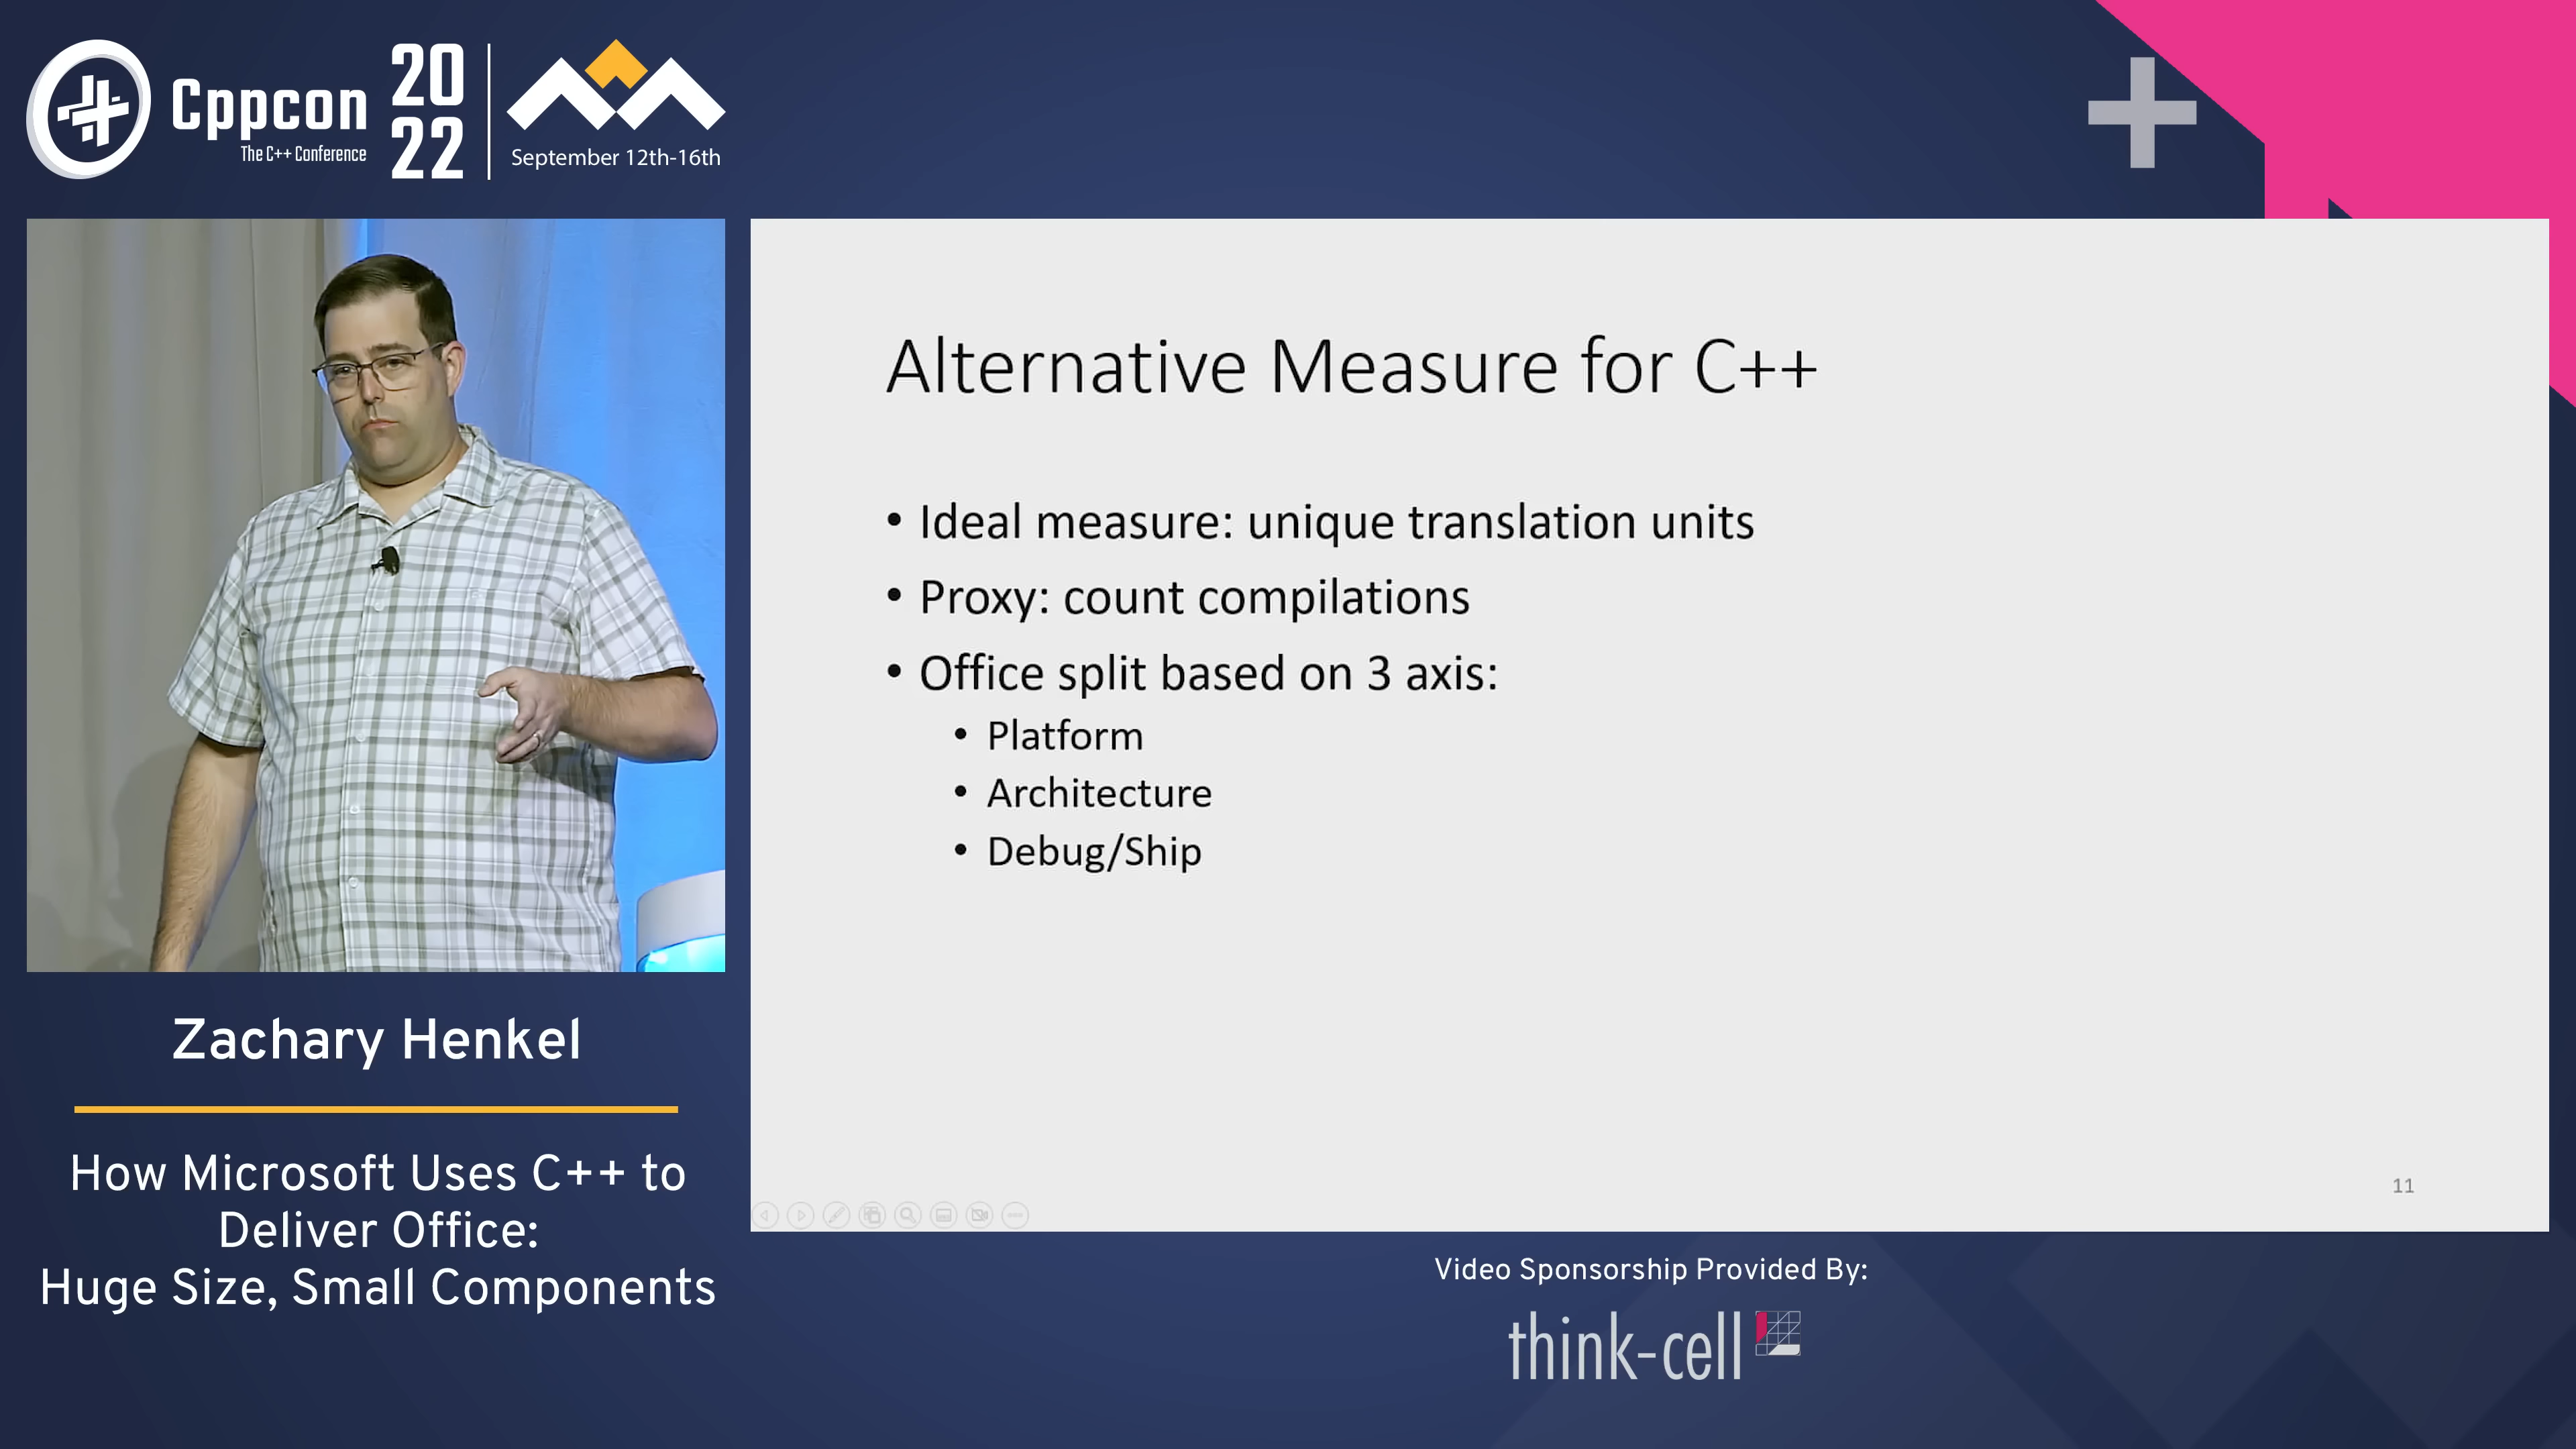 Cppcon
The C++ Conference
20
22
September 12th-16th
Alternative Measure for C++
• Ideal measure: unique translation units
• Proxy: count compilations
• Office split based on 3 axis:
• Platform
• Architecture
• Debug/Ship
11
Zachary Henkel
How Microsoft Uses C++ to
Deliver Office:
Huge Size, Small Components
Video Sponsorship Provided By:
think-cell